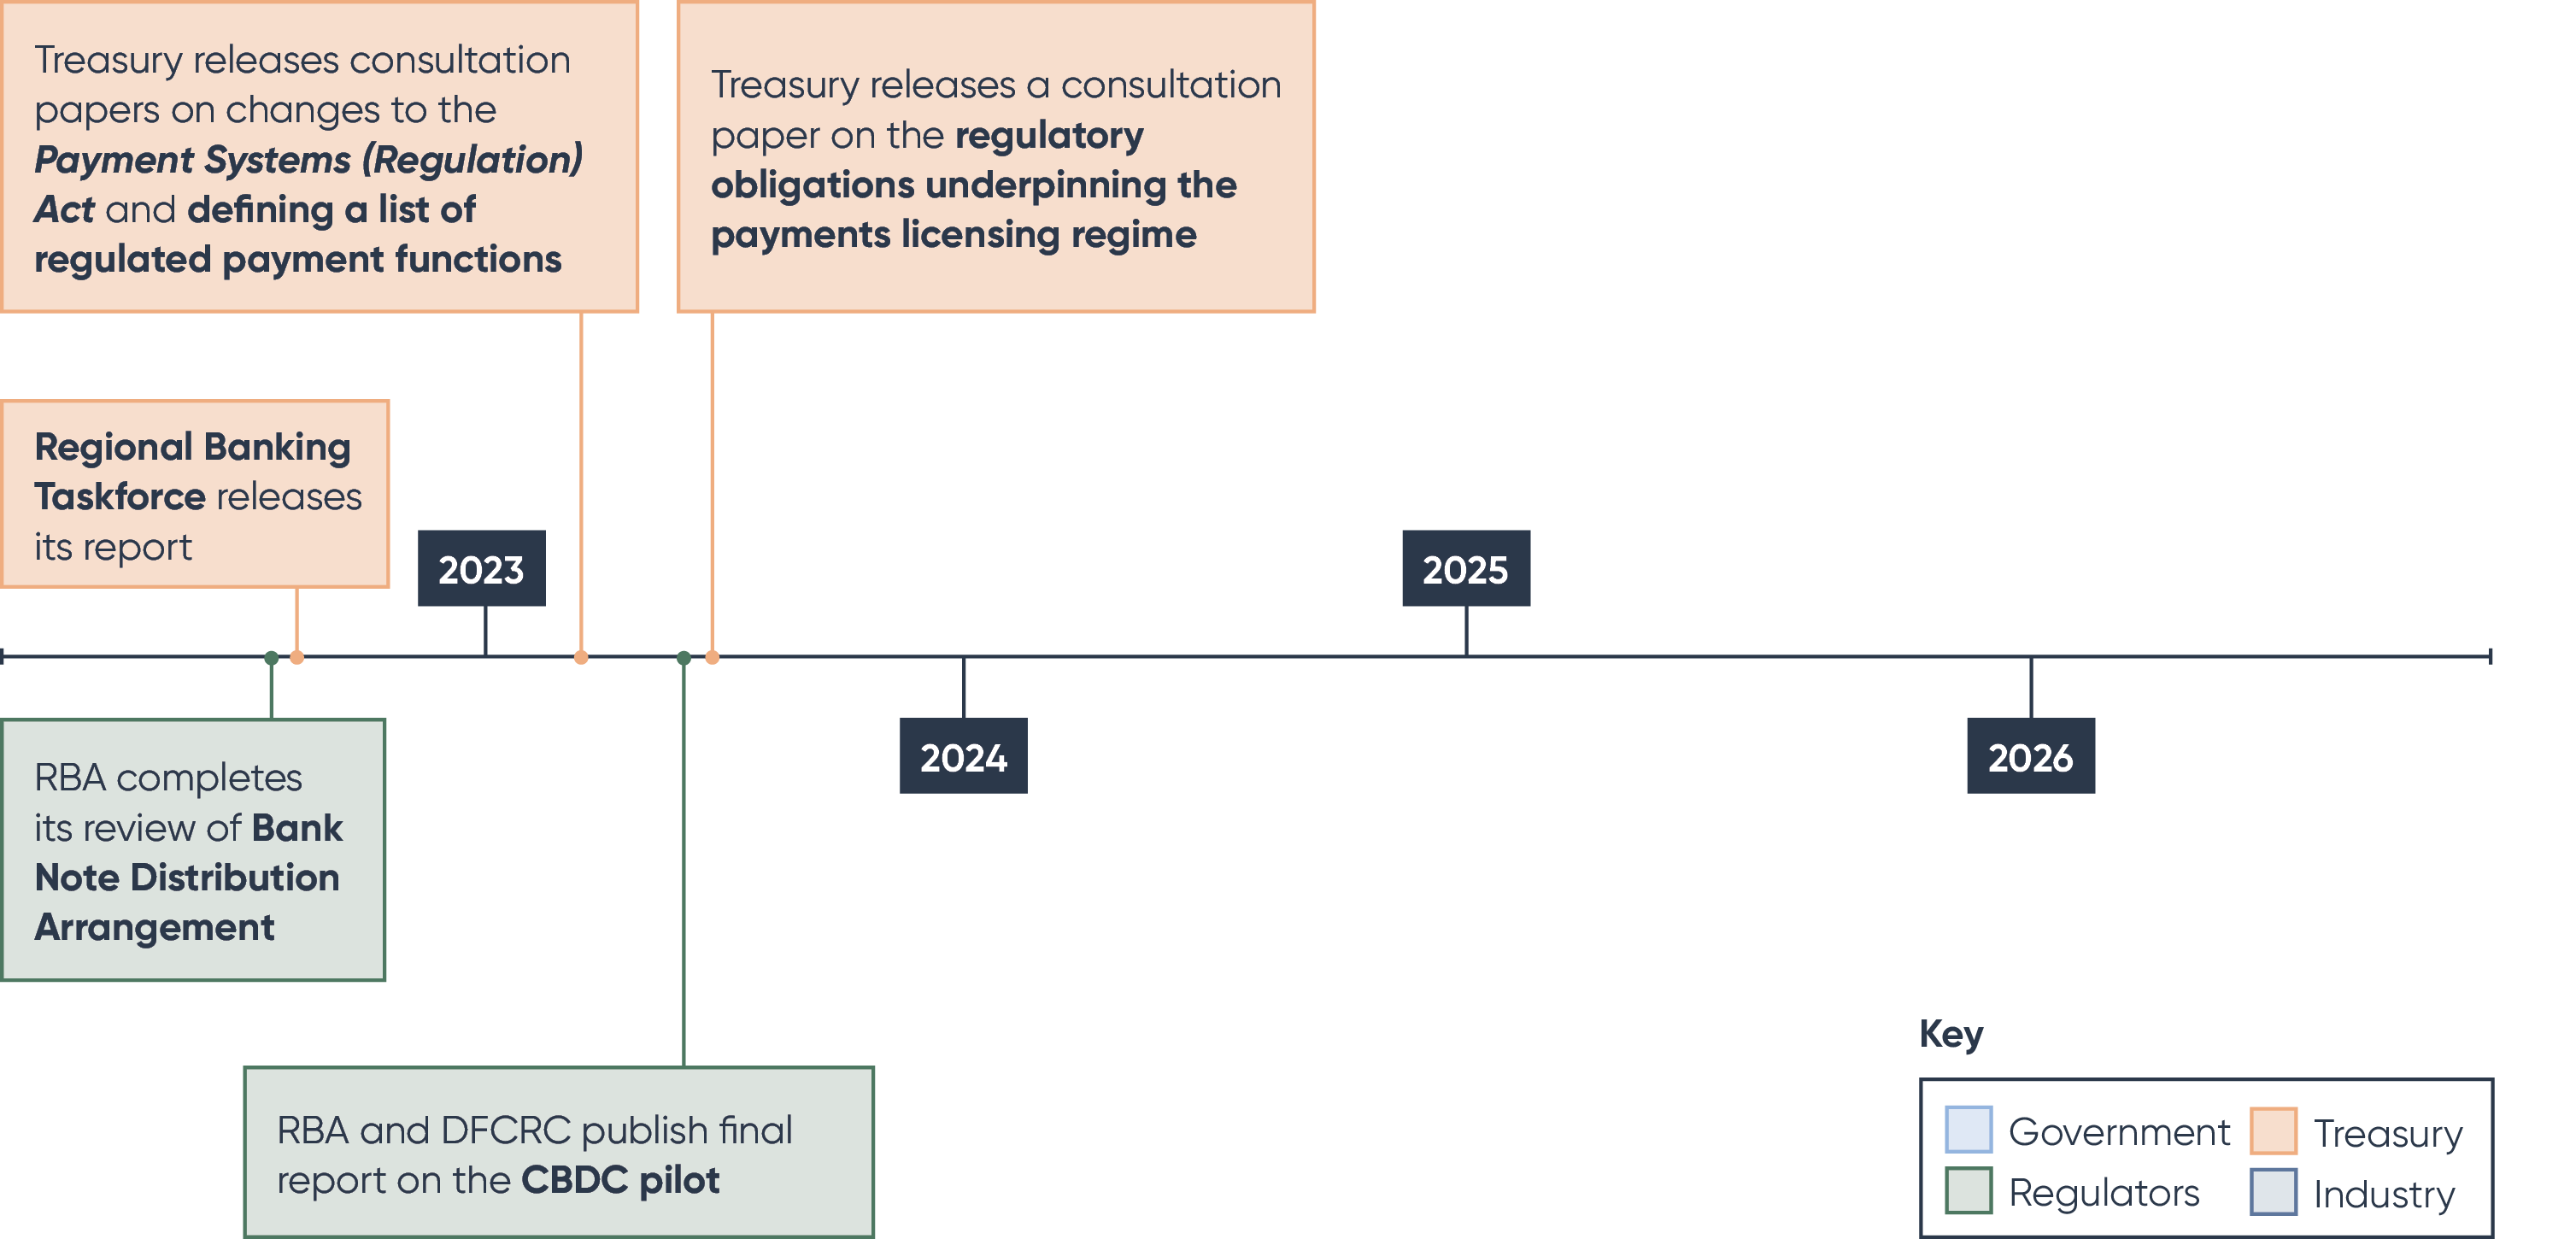 Treasury releases consultation
papers on changes to the
Payment Systems (Regulation)
Act and defining a list of
regulated payment functions
Treasury releases a consultation
paper on the regulatory
obligations underpinning the
payments licensing regime
Regional Banking
Taskforce releases
its report
2023
2025
2024
2026
RBA completes
its review of Bank
Note Distribution
Arrangement
RBA and DFCRC publish final
report on the CBDC pilot
Key
Government
Treasury
Regulators
Industry